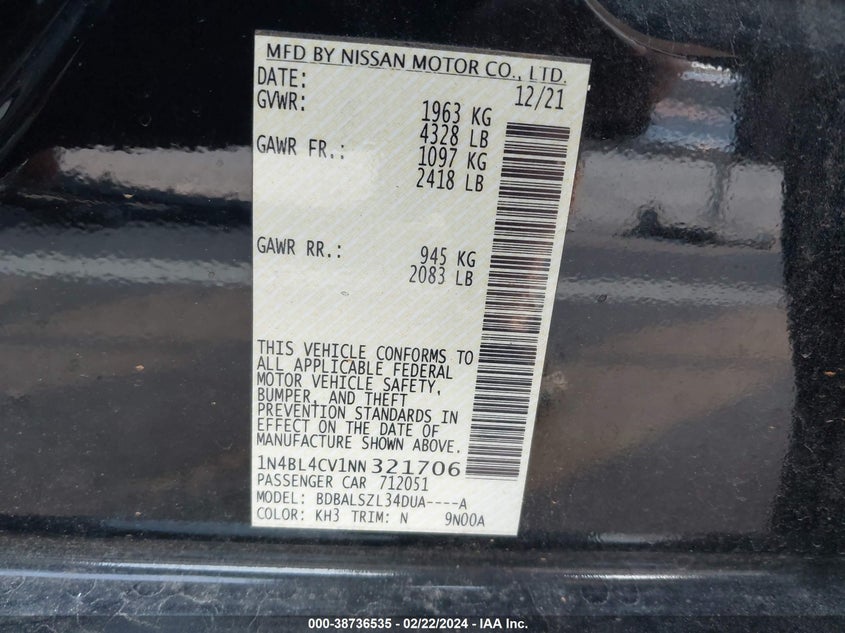 MFD BY NISSAN MOTOR CO., LTD.
DATE: 12/21
GVWR: 1963 KG
4328 LB
GAWR FR.: 1097 KG
2418 LB
GAWR RR.: 945 KG
2083 LB
THIS VEHICLE CONFORMS TO
ALL APPLICABLE FEDERAL
MOTOR VEHICLE SAFETY,
BUMPER, AND THEFT
PREVENTION STANDARDS IN
EFFECT ON THE DATE OF
MANUFACTURE SHOWN ABOVE.
1N4BL4CV1NN321706
PASSENGER CAR 712051
MODEL: BDBALSZL34DUA----A
COLOR: KH3 TRIM: N 9N00A
000-38736535 - 02/22/2024 - IAA Inc.